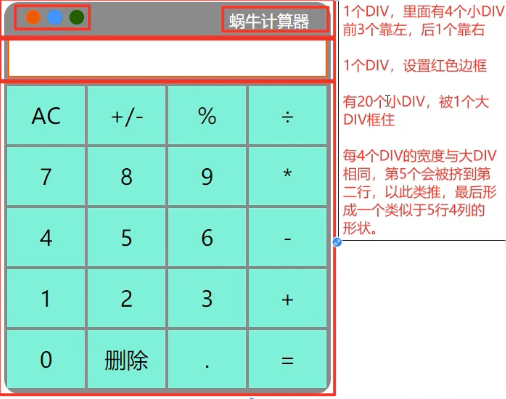 蜗牛计算器
AC +/- % ÷
7 8 9 *
4 5 6 -
1 2 3 +
0 删除 . =
1个DIV，里面有4个小DIV
前3个靠左，后1个靠右
1个DIV，设置红色边框
有20个小DIV，被1个大
DIV框住
每4个DIV的宽度与大DIV
相同，第5个会被挤到第
二行，以此类推，最后形
成一个类似于5行4列的
形状。